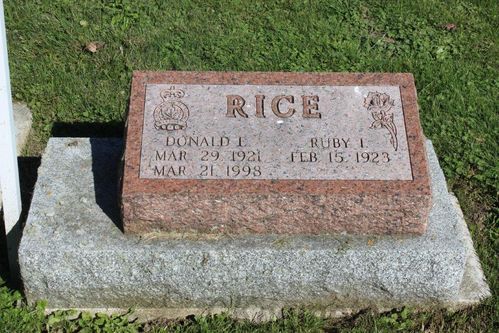 RICE
DONALD I. RUBY I.
MAR 29 1921 FEB. 15 1923
MAR 21 1998